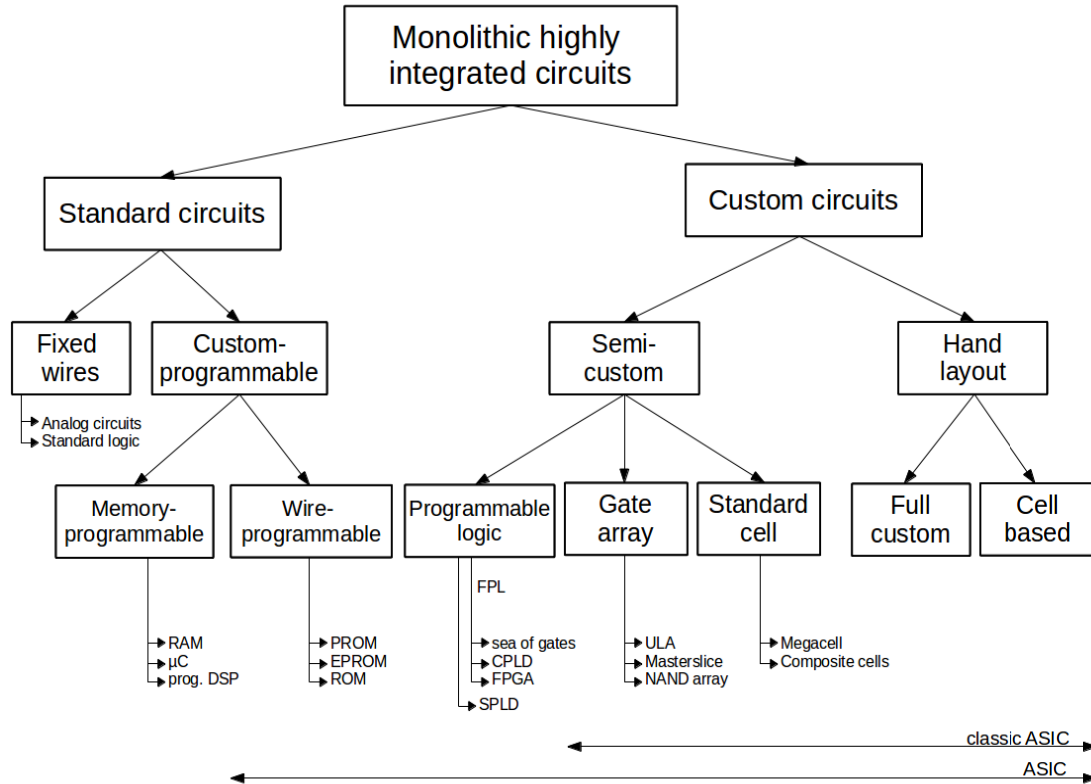 Monolithic highly
integrated circuits
Standard circuits
Custom circuits
Fixed
wires
Custom-
programmable
Semi-
custom
Hand
layout
Analog circuits
Standard logic
Memory-
programmable
Wire-
programmable
Programmable
logic
Gate
array
Standard
cell
Full
custom
Cell
based
FPL
RAM
µC
prog. DSP
PROM
EPROM
ROM
sea of gates
CPLD
FPGA
SPLD
ULA
Masterslice
NAND array
Megacell
Composite cells
classic ASIC
ASIC